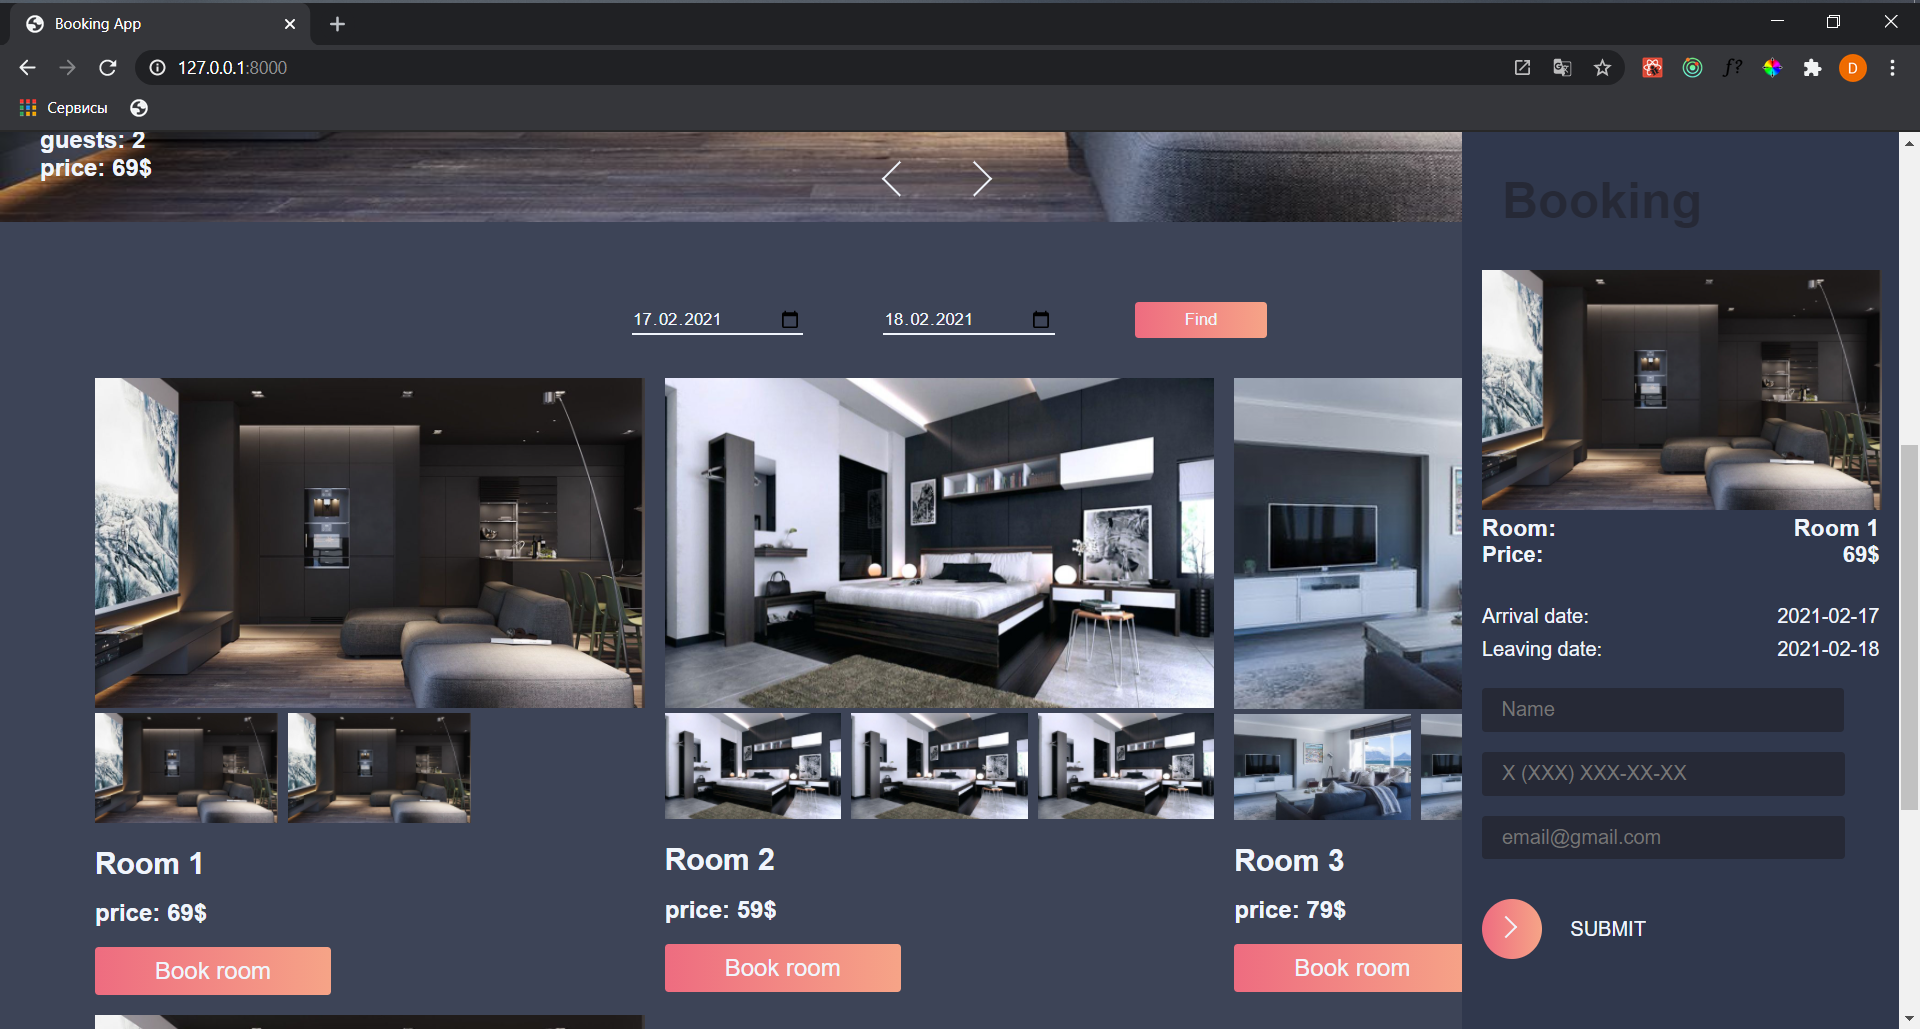 Booking App
127.0.0.1:8000
f?
D
Сервисы
guests: 2
price: 69$
17.02.2021
18.02.2021
Find
Room 1
price: 69$
Book room
Room 2
price: 59$
Book room
Room 3
price: 79$
Book room
Booking
Room: Room 1
Price: 69$
Arrival date: 2021-02-17
Leaving date: 2021-02-18
Name
X (XXX) XXX-XX-XX
email@gmail.com
SUBMIT